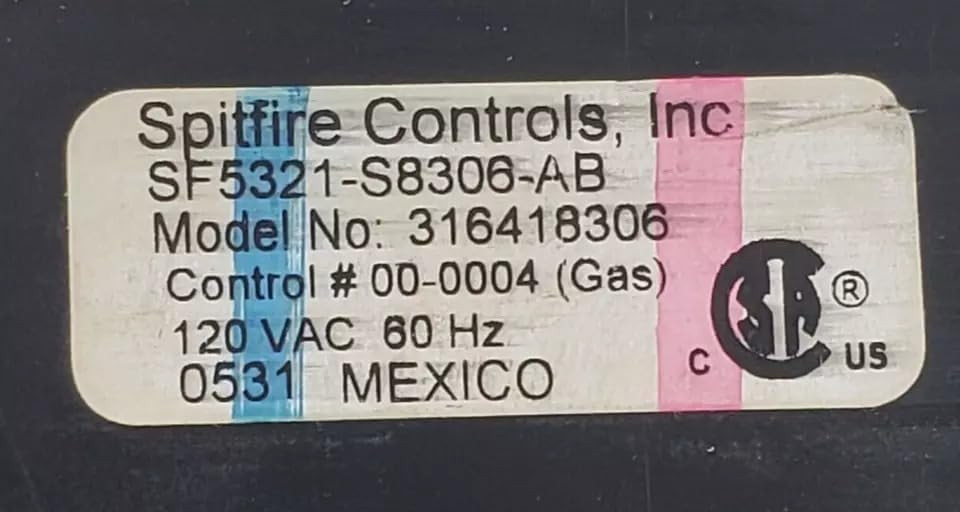 Spitfire Controls, Inc
SF5321-S8306-AB
Model No: 316418306
Control # 00-0004 (Gas)
120 VAC 60 Hz
0531 MEXICO
C SA ® US